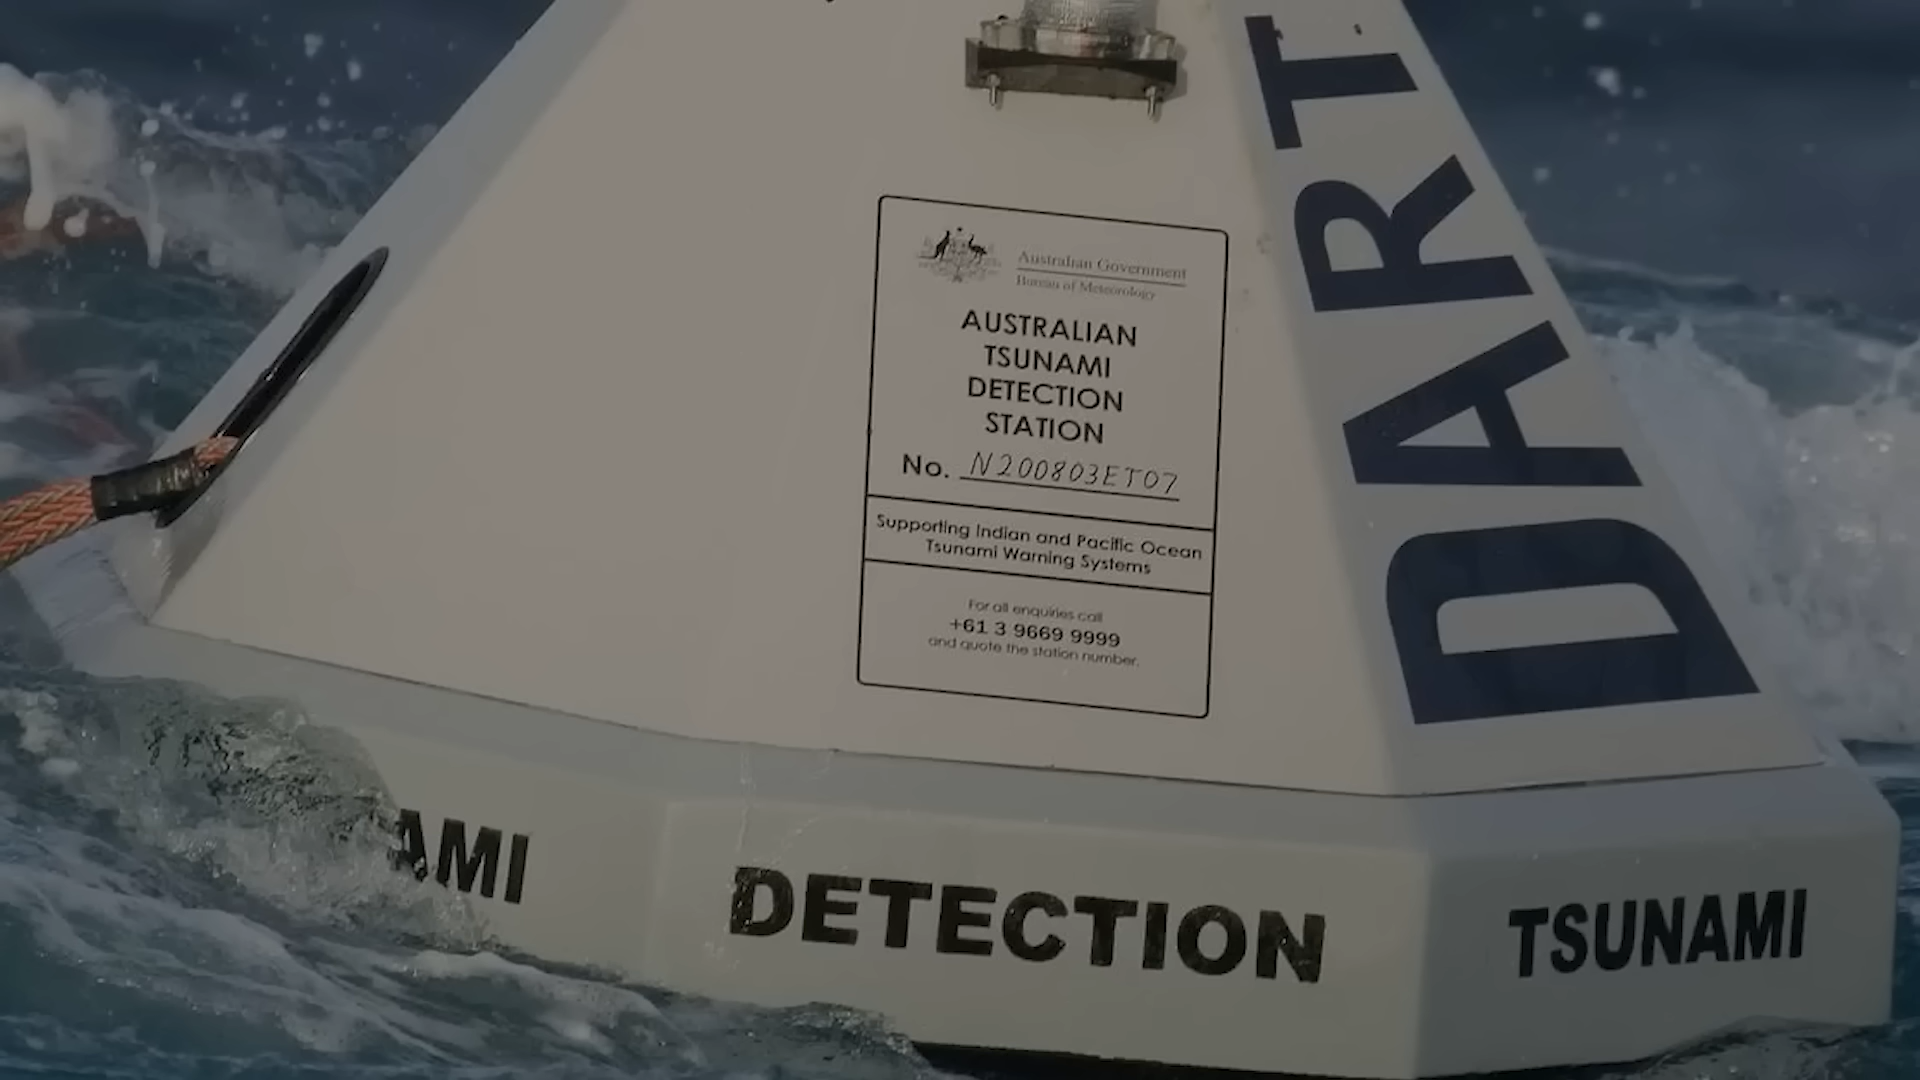 DART
Australian Government
Bureau of Meteorology
AUSTRALIAN
TSUNAMI
DETECTION
STATION
No. N200803ET07
Supporting Indian and Pacific Ocean
Tsunami Warning Systems
For all enquiries call
+61 3 9669 9999
and quote the station number.
AMI
DETECTION
TSUNAMI